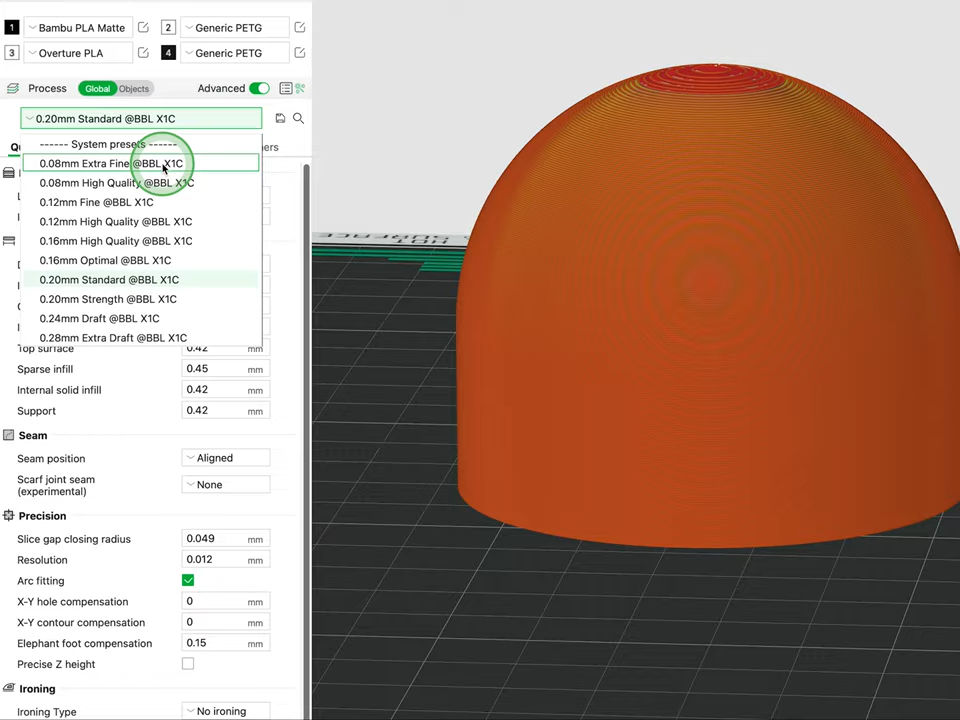 1 Bambu PLA Matte 2 Generic PETG
3 Overture PLA 4 Generic PETG
Process Global Objects Advanced
0.20mm Standard @BBL X1C
------ System presets ------
0.08mm Extra Fine @BBL X1C
0.08mm High Quality @BBL X1C
0.12mm Fine @BBL X1C
0.12mm High Quality @BBL X1C
0.16mm High Quality @BBL X1C
0.16mm Optimal @BBL X1C
0.20mm Standard @BBL X1C
0.20mm Strength @BBL X1C
0.24mm Draft @BBL X1C
0.28mm Extra Draft @BBL X1C
HOT
SURFACE
Top surface 0.42 mm
Sparse infill 0.45 mm
Internal solid infill 0.42 mm
Support 0.42 mm
Seam
Seam position Aligned
Scarf joint seam
(experimental) None
Precision
Slice gap closing radius 0.049 mm
Resolution 0.012 mm
Arc fitting
X-Y hole compensation 0 mm
X-Y contour compensation 0 mm
Elephant foot compensation 0.15 mm
Precise Z height
Ironing
Ironing Type No ironing